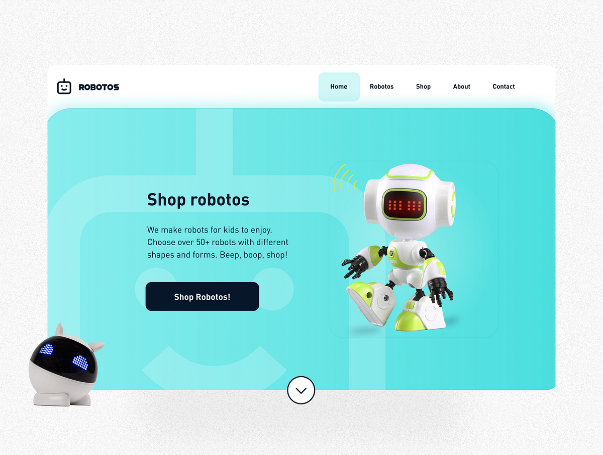 ROBOTOS
Home Robotos Shop About Contact
Shop robotos
We make robots for kids to enjoy.
Choose over 50+ robots with different
shapes and forms. Beep, boop, shop!
Shop Robotos!